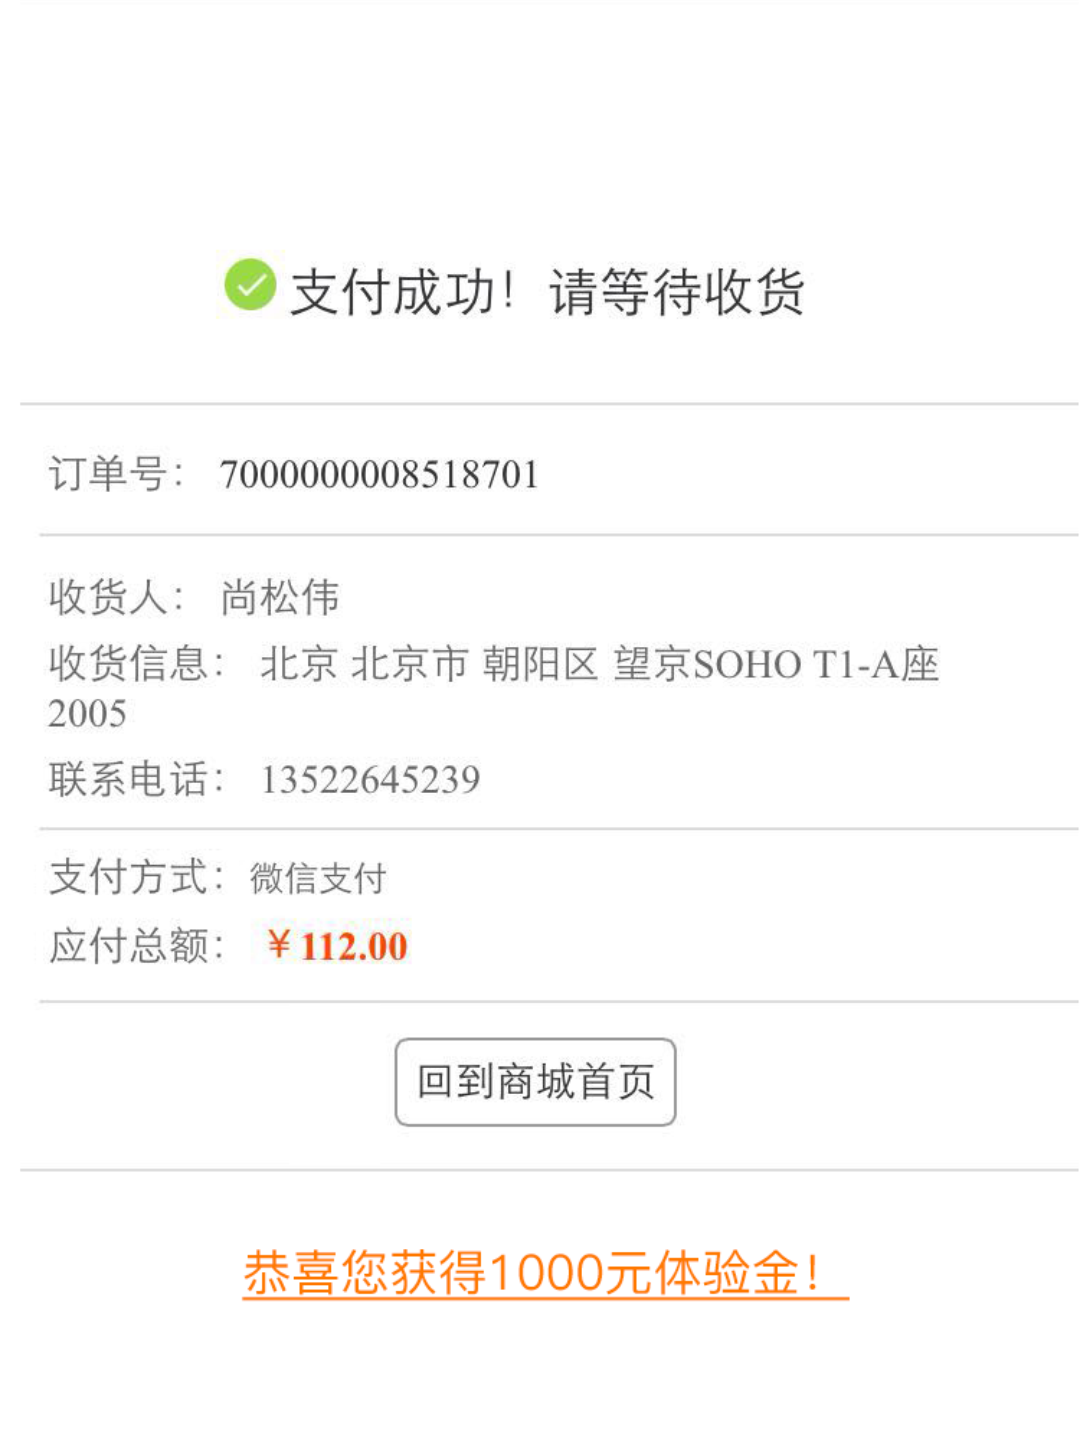 支付成功！请等待收货
订单号： 7000000008518701
收货人： 尚松伟
收货信息： 北京 北京市 朝阳区 望京SOHO T1-A座
2005
联系电话： 13522645239
支付方式：微信支付
应付总额： ￥112.00
回到商城首页
恭喜您获得1000元体验金！